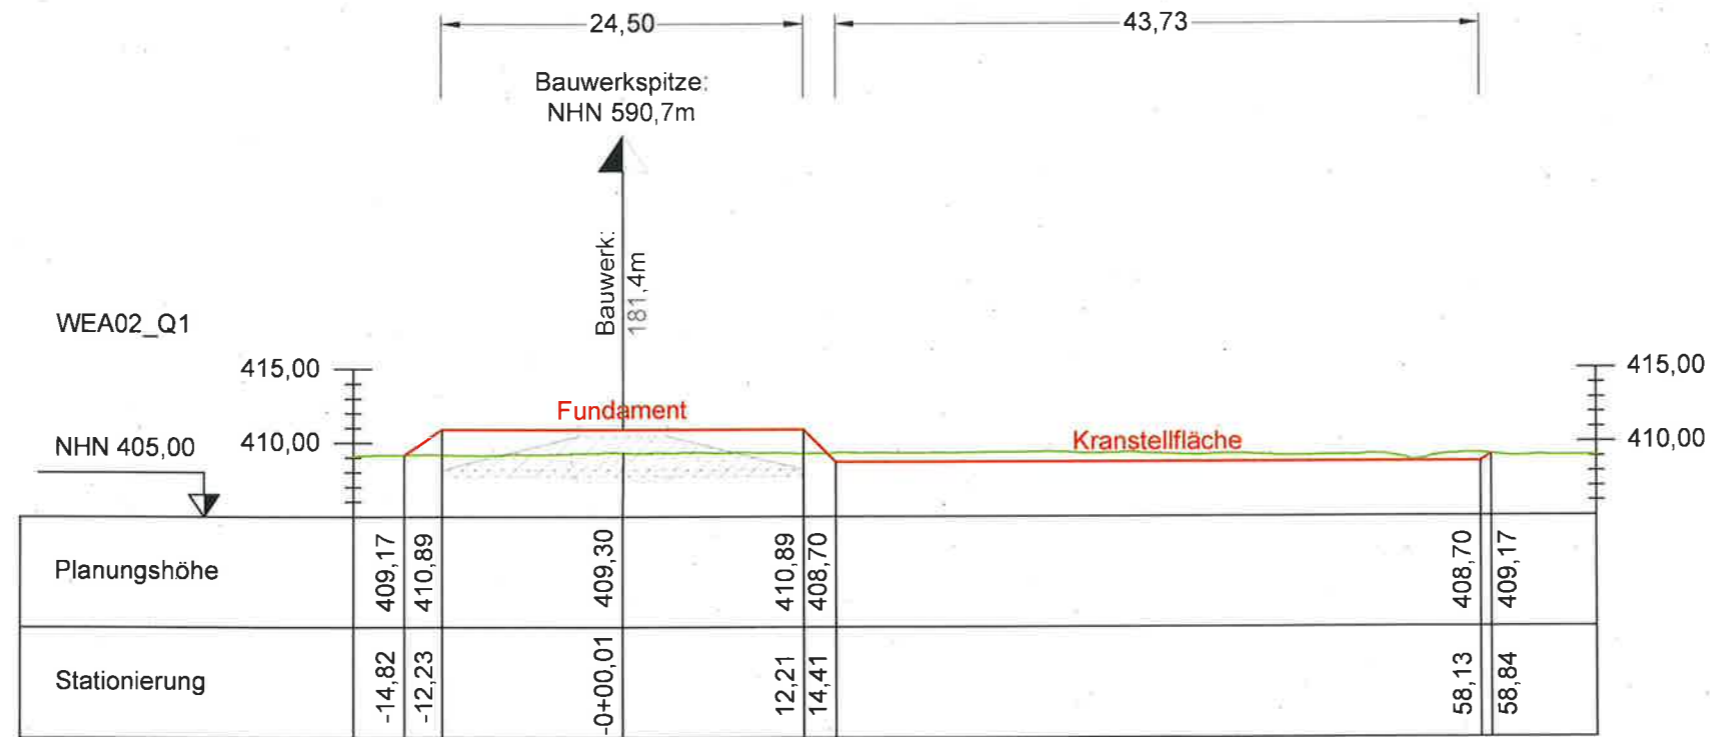 24,50
43,73
Bauwerkspitze:
NHN 590,7m
Bauwerk:
181,4m
WEA02_Q1
415,00
415,00
Fundament
Kranstellfläche
NHN 405,00
410,00
410,00
Planungshöhe
409,17
410,89
409,30
410,89
408,70
408,70
409,17
Stationierung
-14,82
-12,23
-0+00,01
12,21
14,41
58,13
58,84